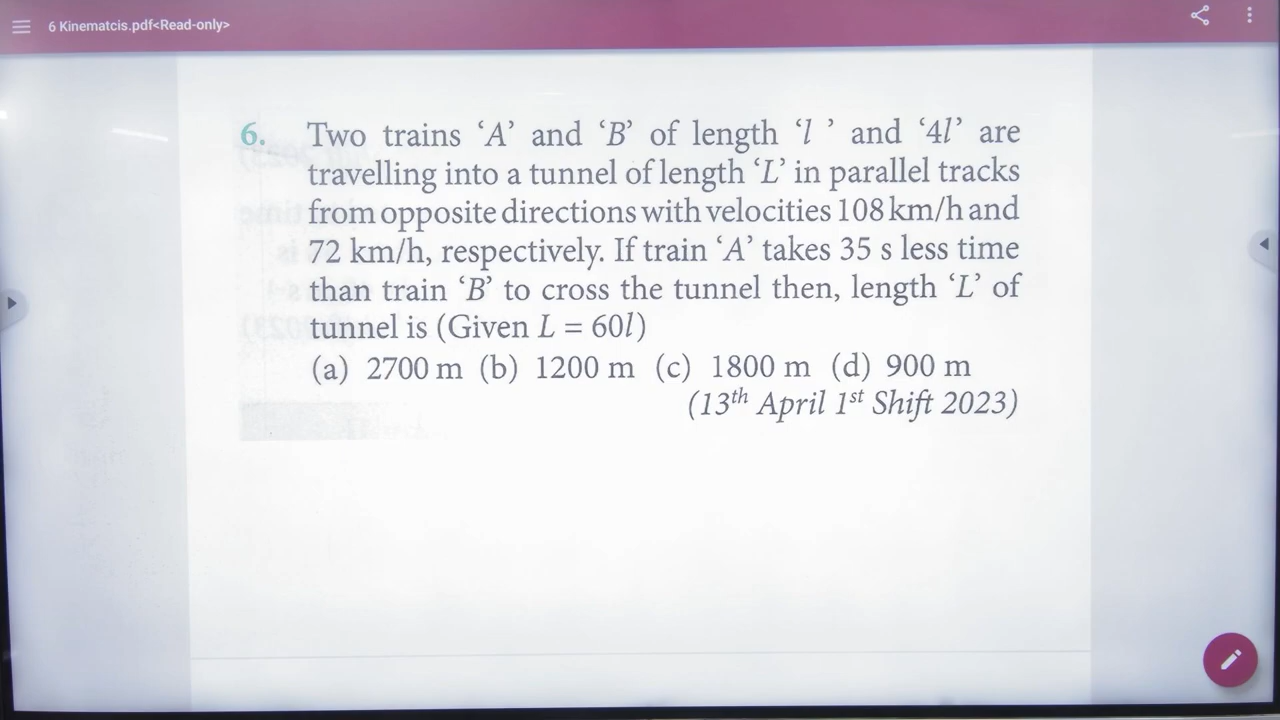 6 Kinematcis.pdf<Read-only>
6. Two trains ‘A’ and ‘B’ of length ‘l ’ and ‘4l’ are
travelling into a tunnel of length ‘L’ in parallel tracks
from opposite directions with velocities 108 km/h and
72 km/h, respectively. If train ‘A’ takes 35 s less time
than train ‘B’ to cross the tunnel then, length ‘L’ of
tunnel is (Given L = 60l)
(a) 2700 m (b) 1200 m (c) 1800 m (d) 900 m
(13th April 1st Shift 2023)